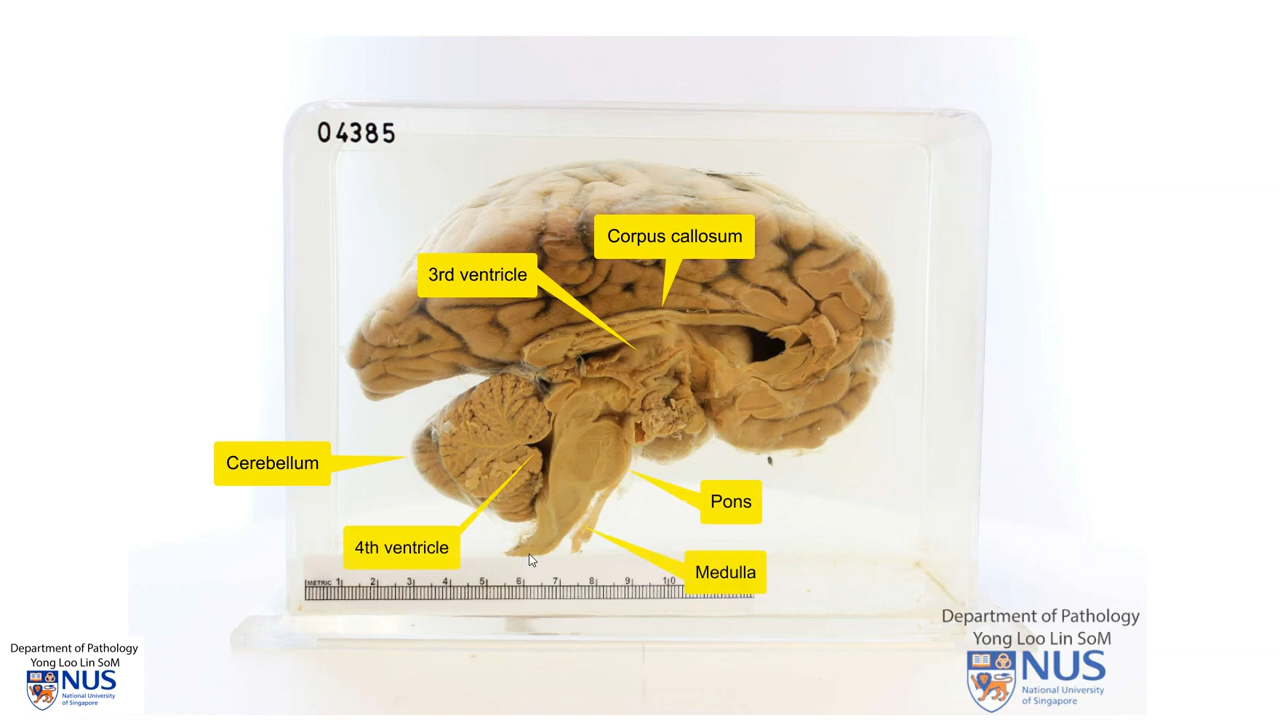 04385
Corpus callosum
3rd ventricle
Cerebellum
Pons
4th ventricle
Medulla
METRIC 1 2 3 4 5 6 7 8 9 10
Department of Pathology
Yong Loo Lin SoM
NUS
National University
of Singapore
Department of Pathology
Yong Loo Lin SoM
NUS
National University
of Singapore